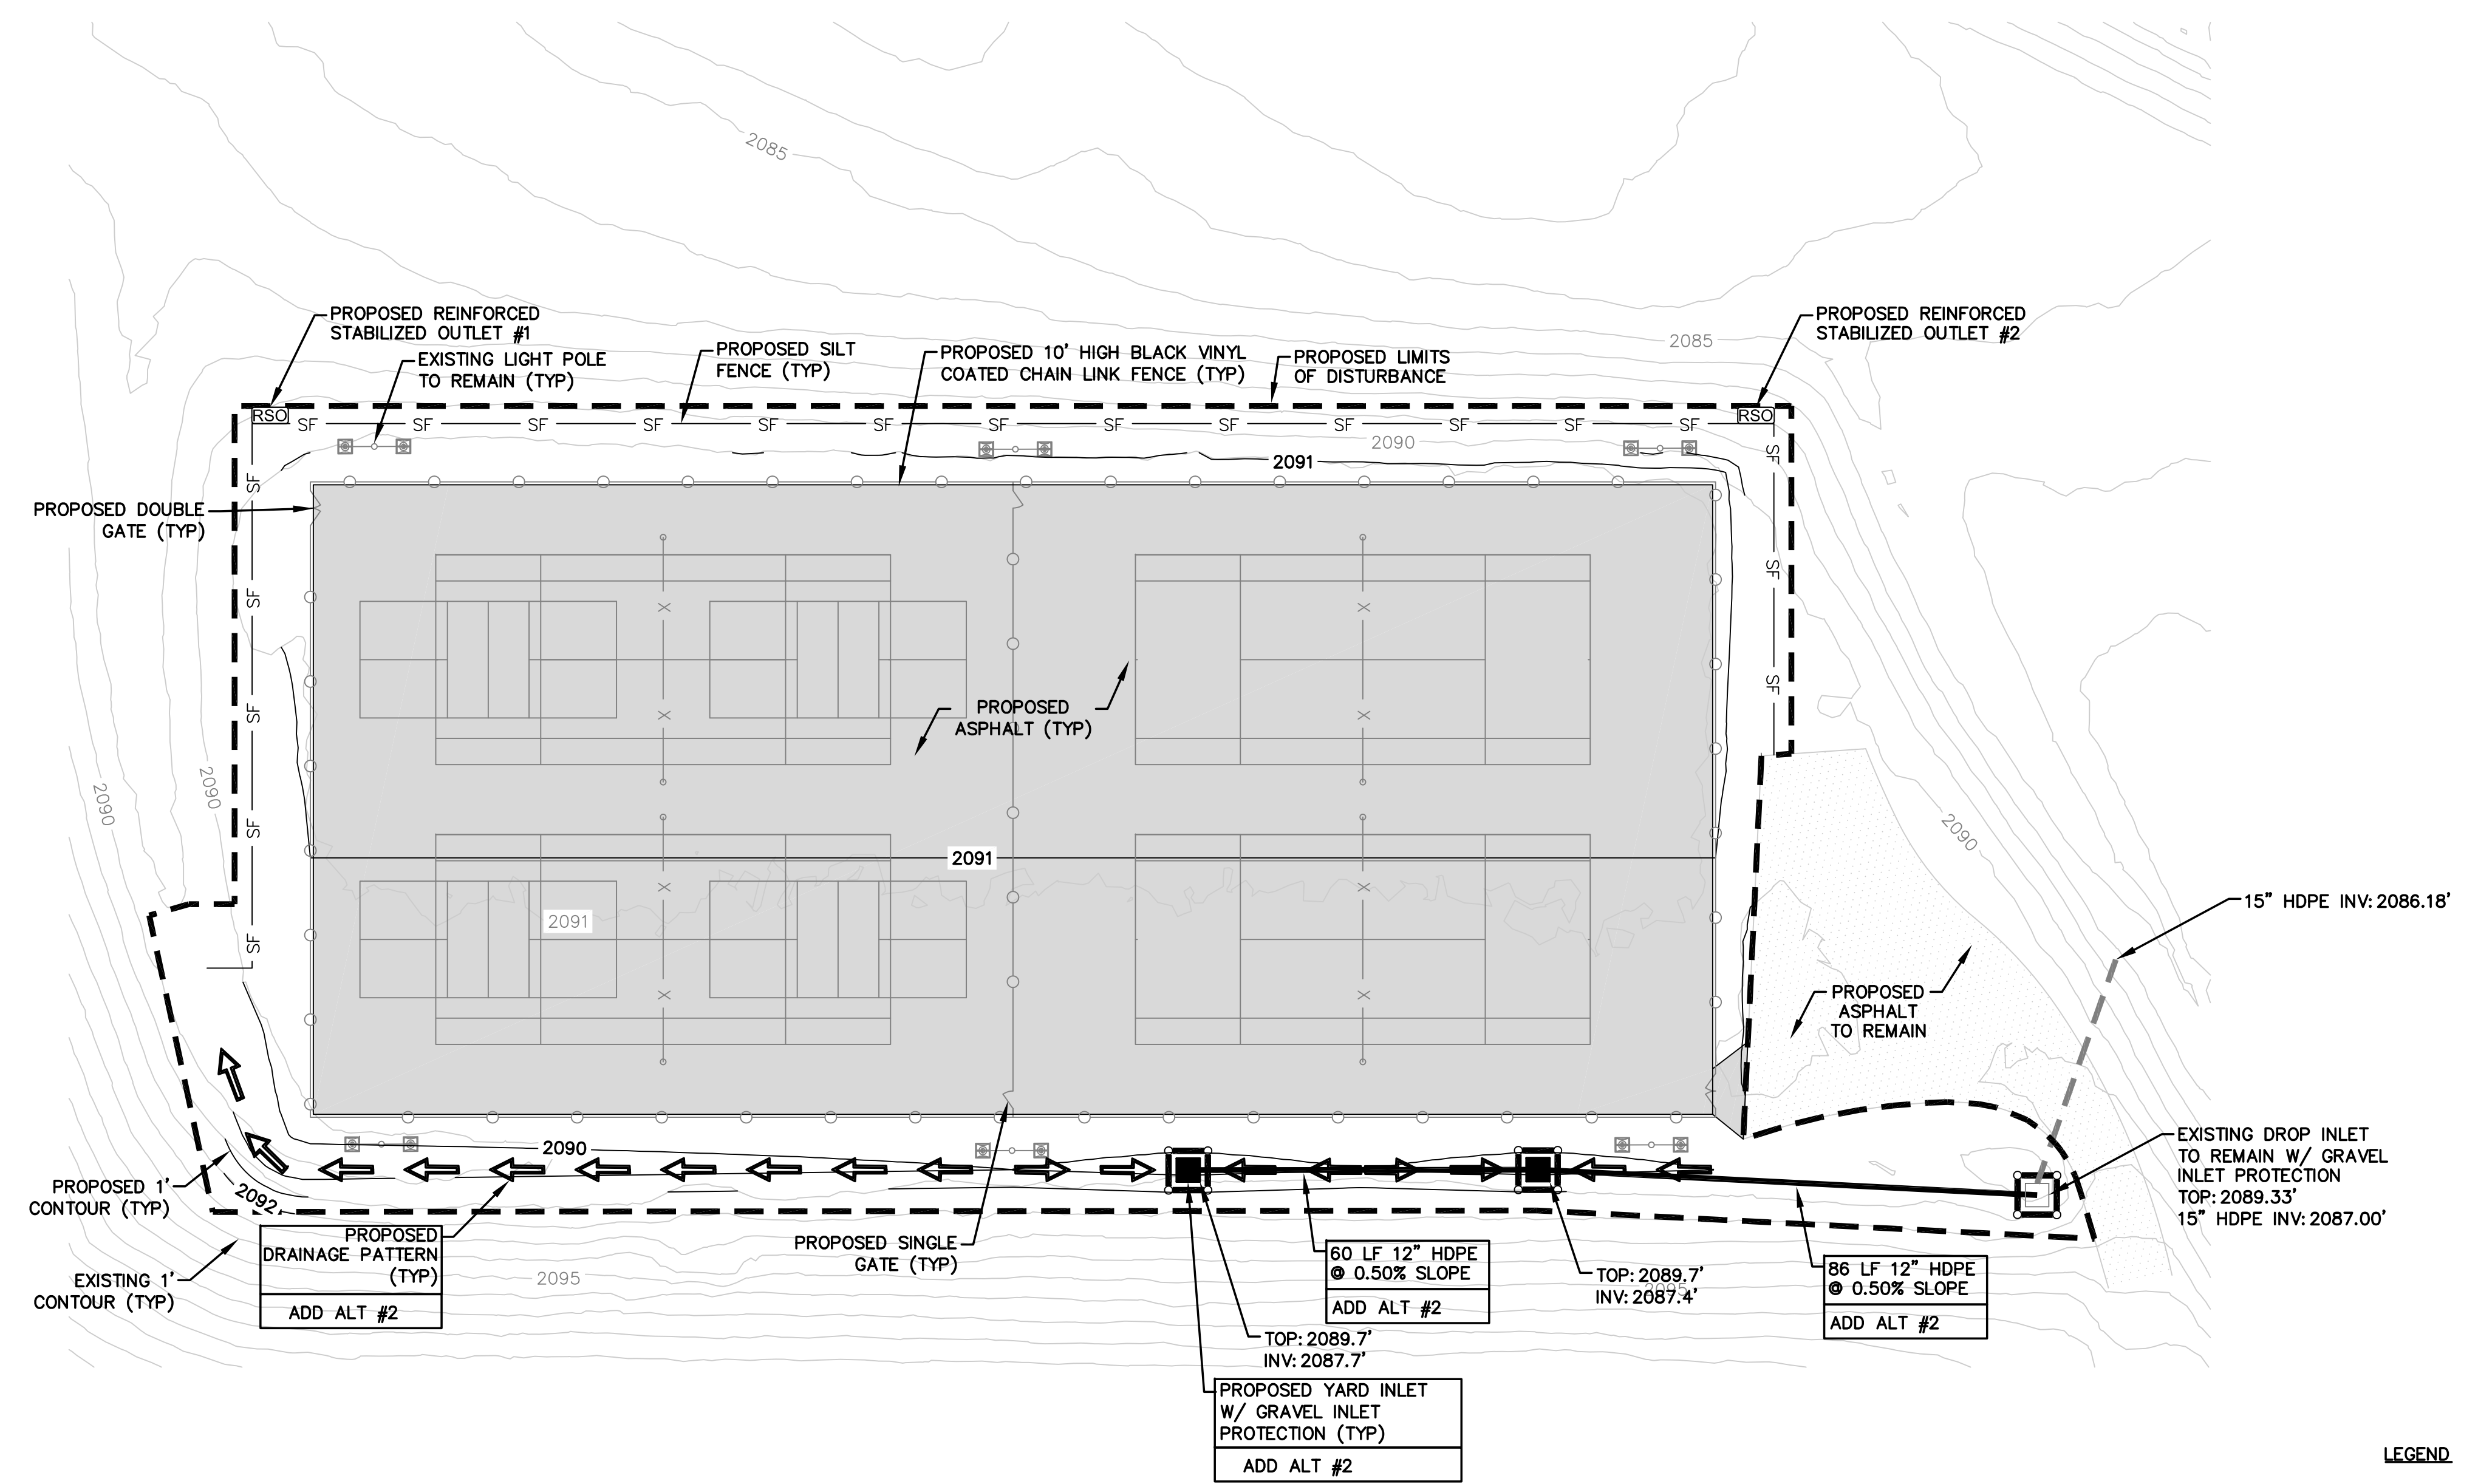 2085
PROPOSED REINFORCED
STABILIZED OUTLET #1
EXISTING LIGHT POLE
TO REMAIN (TYP)
PROPOSED SILT
FENCE (TYP)
PROPOSED 10' HIGH BLACK VINYL
COATED CHAIN LINK FENCE (TYP)
PROPOSED LIMITS
OF DISTURBANCE
2085
PROPOSED REINFORCED
STABILIZED OUTLET #2
RSO
SF SF SF SF SF SF SF SF SF SF SF SF SF
RSO
2090
2091
SF
SF
SF
SF
SF
SF
SF
SF
PROPOSED DOUBLE
GATE (TYP)
X
X
X
X
PROPOSED
ASPHALT (TYP)
2090
2090
2090
2091
2091
X
X
X
X
15" HDPE INV: 2086.18'
PROPOSED
ASPHALT
TO REMAIN
2090
EXISTING DROP INLET
TO REMAIN W/ GRAVEL
INLET PROTECTION
TOP: 2089.33'
15" HDPE INV: 2087.00'
PROPOSED 1'
CONTOUR (TYP)
2092
PROPOSED
DRAINAGE PATTERN
(TYP)
ADD ALT #2
EXISTING 1'
CONTOUR (TYP)
2095
PROPOSED SINGLE
GATE (TYP)
60 LF 12" HDPE
@ 0.50% SLOPE
ADD ALT #2
TOP: 2089.7'
INV: 2087.4'
2095
86 LF 12" HDPE
@ 0.50% SLOPE
ADD ALT #2
TOP: 2089.7'
INV: 2087.7'
PROPOSED YARD INLET
W/ GRAVEL INLET
PROTECTION (TYP)
ADD ALT #2
LEGEND